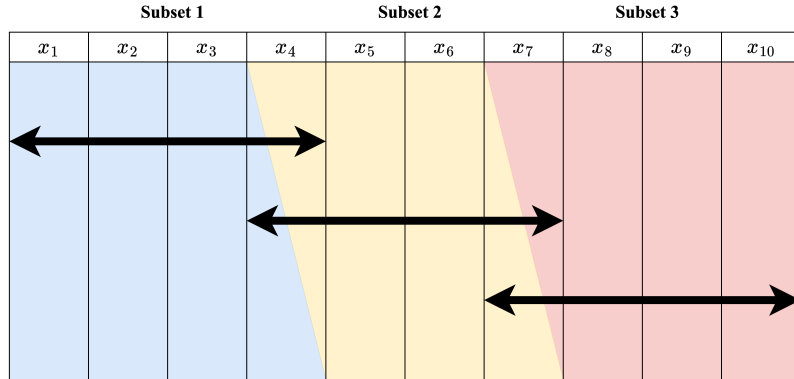 Subset 1 Subset 2 Subset 3
x₁ x₂ x₃ x₄ x₅ x₆ x₇ x₈ x₉ x₁₀